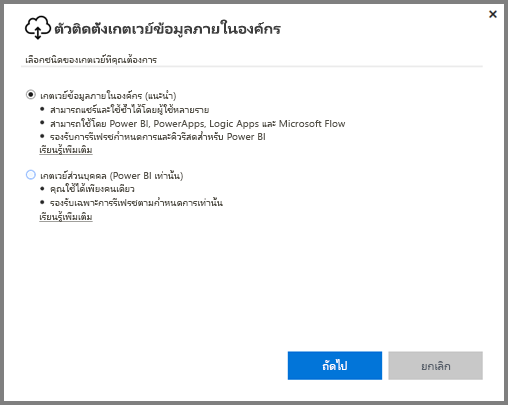 ตัวติดตั้งเกตเวย์ข้อมูลภายในองค์กร
เลือกชนิดของเกตเวย์ที่คุณต้องการ
เกตเวย์ข้อมูลภายในองค์กร (แนะนำ)
• สามารถแชร์และใช้ซ้ำได้โดยผู้ใช้หลายราย
• สามารถใช้โดย Power BI, PowerApps, Logic Apps และ Microsoft Flow
• รองรับการรีเฟรชกำหนดการและคิวรีสดสำหรับ Power BI
เรียนรู้เพิ่มเติม
เกตเวย์ส่วนบุคคล (Power BI เท่านั้น)
• คุณใช้ได้เพียงคนเดียว
• รองรับเฉพาะการรีเฟรชตามกำหนดการเท่านั้น
เรียนรู้เพิ่มเติม
ถัดไป
ยกเลิก